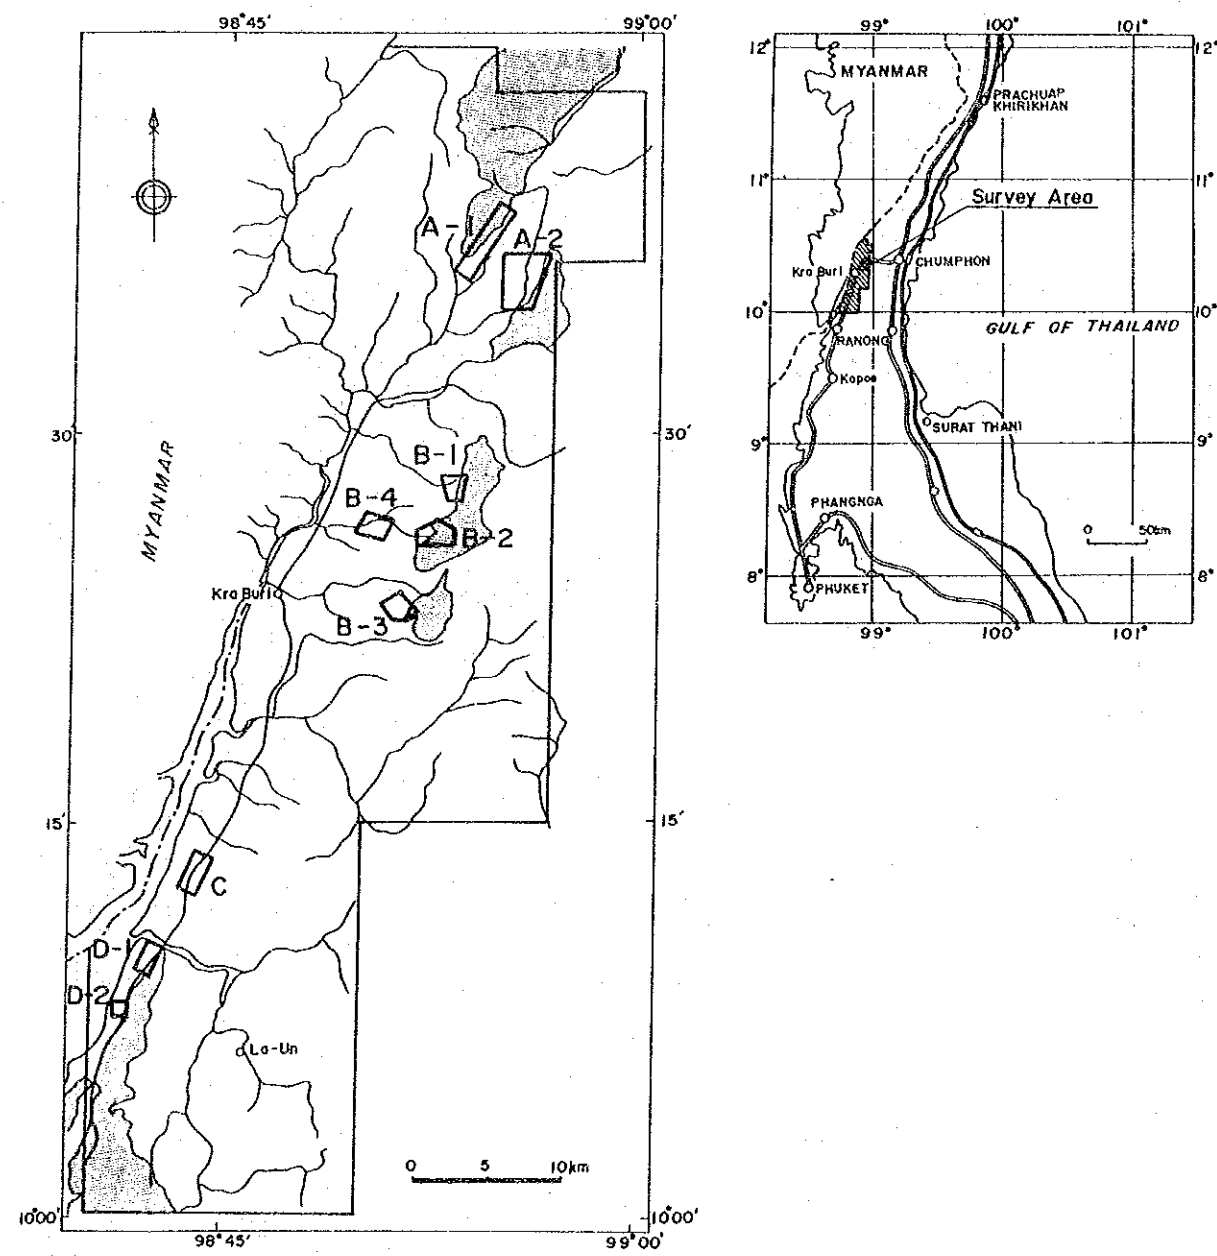 98°45'
99°00'
A-1
A-2
30'
30'
MYANMAR
B-1
B-4
B-2
Kra Buri
B-3
15'
15'
C
D-1
D-2
La-Un
0 5 10km
10°00'
10°00'
98°45'
99°00'
99°
100°
101°
12°
12°
MYANMAR
PRACHUAP
KHIRIKHAN
11°
11°
Survey Area
Kra Buri
CHUMPHON
10°
10°
GULF OF THAILAND
RANONG
Kapoe
SURAT THANI
9°
9°
PHANGNGA
0 50km
8°
8°
PHUKET
99°
100°
101°